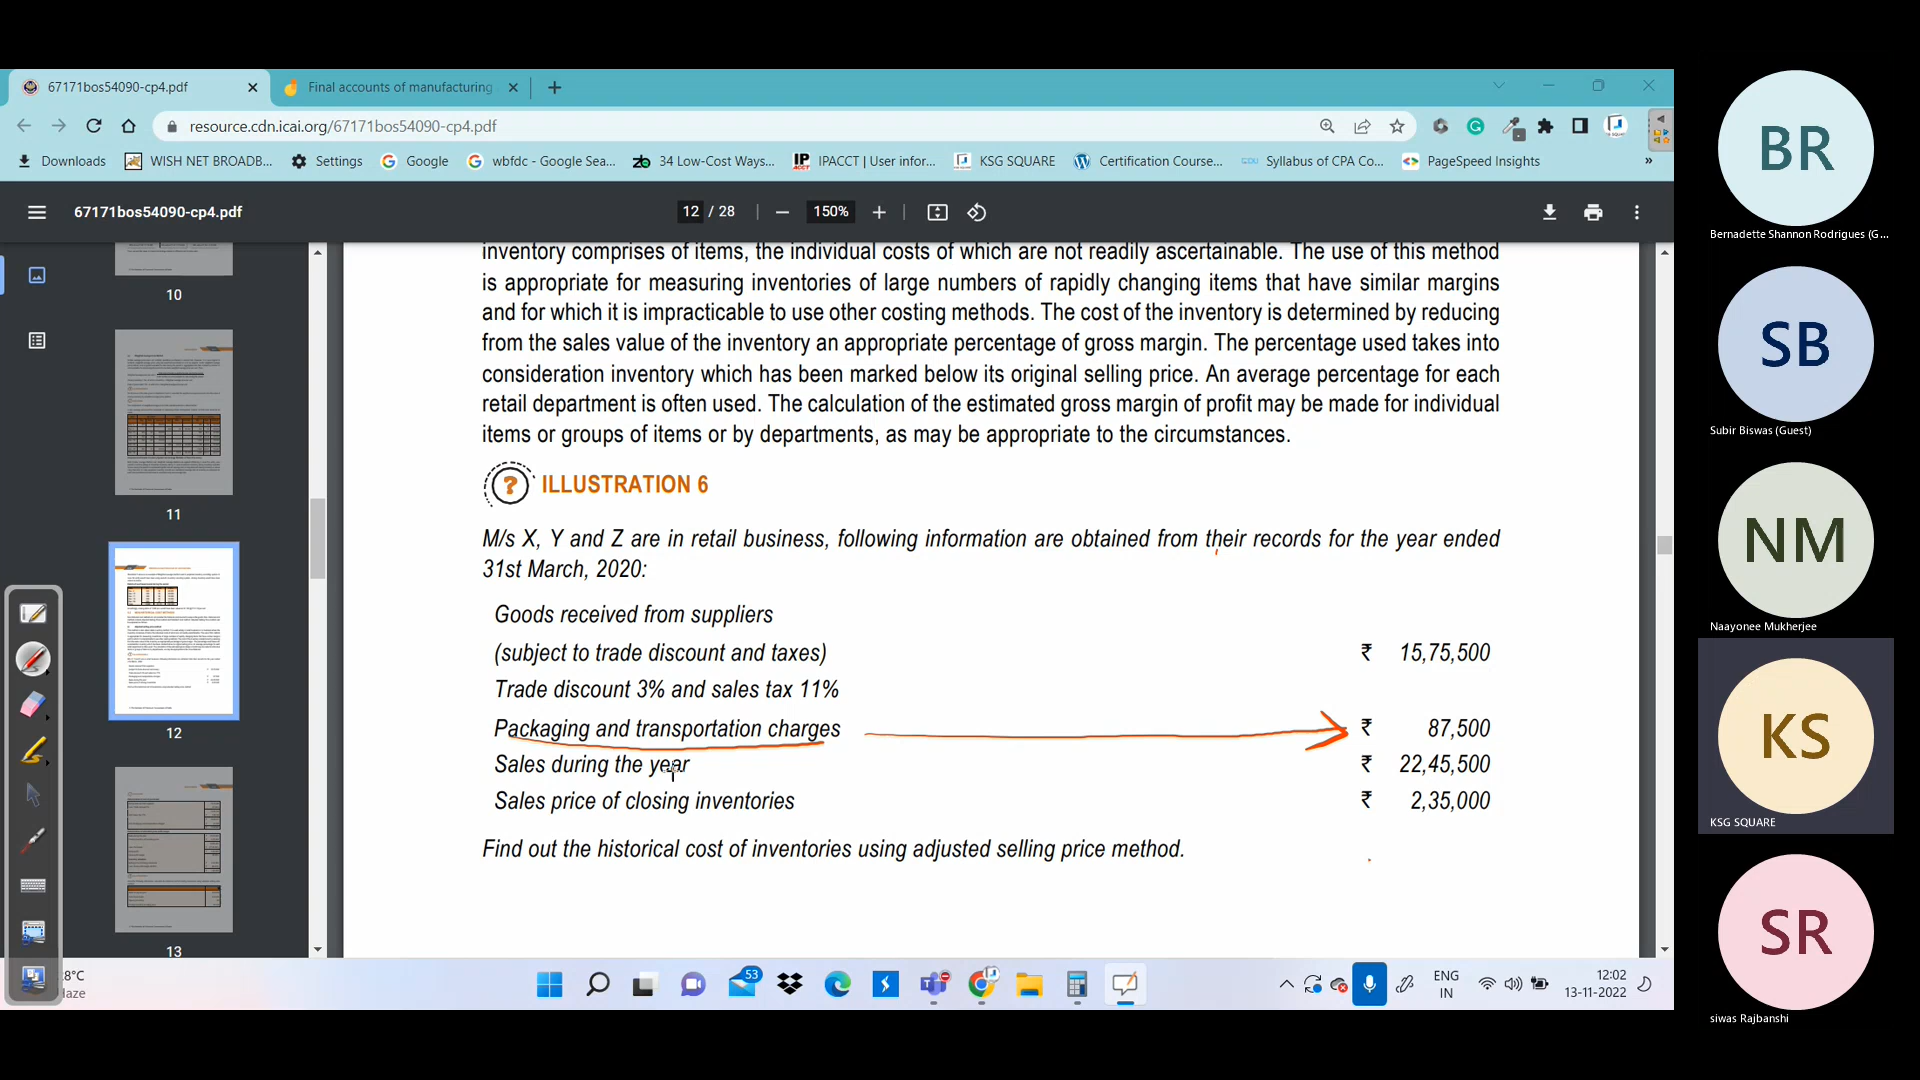 67171bos54090-cp4.pdf
Final accounts of manufacturing
resource.cdn.icai.org/67171bos54090-cp4.pdf
Downloads
WISH NET BROADB...
Settings
Google
wbfdc - Google Sea...
34 Low-Cost Ways...
IPACCT | User infor...
KSG SQUARE
Certification Course...
Syllabus of CPA Co...
PageSpeed Insights
»
67171bos54090-cp4.pdf
12 / 28
150%
10
11
12
13
inventory comprises of items, the individual costs of which are not readily ascertainable. The use of this method
is appropriate for measuring inventories of large numbers of rapidly changing items that have similar margins
and for which it is impracticable to use other costing methods. The cost of the inventory is determined by reducing
from the sales value of the inventory an appropriate percentage of gross margin. The percentage used takes into
consideration inventory which has been marked below its original selling price. An average percentage for each
retail department is often used. The calculation of the estimated gross margin of profit may be made for individual
items or groups of items or by departments, as may be appropriate to the circumstances.
? ILLUSTRATION 6
M/s X, Y and Z are in retail business, following information are obtained from their records for the year ended
31st March, 2020:
Goods received from suppliers
(subject to trade discount and taxes) ₹ 15,75,500
Trade discount 3% and sales tax 11%
Packaging and transportation charges ₹ 87,500
Sales during the year ₹ 22,45,500
Sales price of closing inventories ₹ 2,35,000
Find out the historical cost of inventories using adjusted selling price method.
8°C
laze
53
ENG
IN
12:02
13-11-2022
BR
Bernadette Shannon Rodrigues (G...
SB
Subir Biswas (Guest)
NM
Naayonee Mukherjee
KS
KSG SQUARE
SR
siwas Rajbanshi